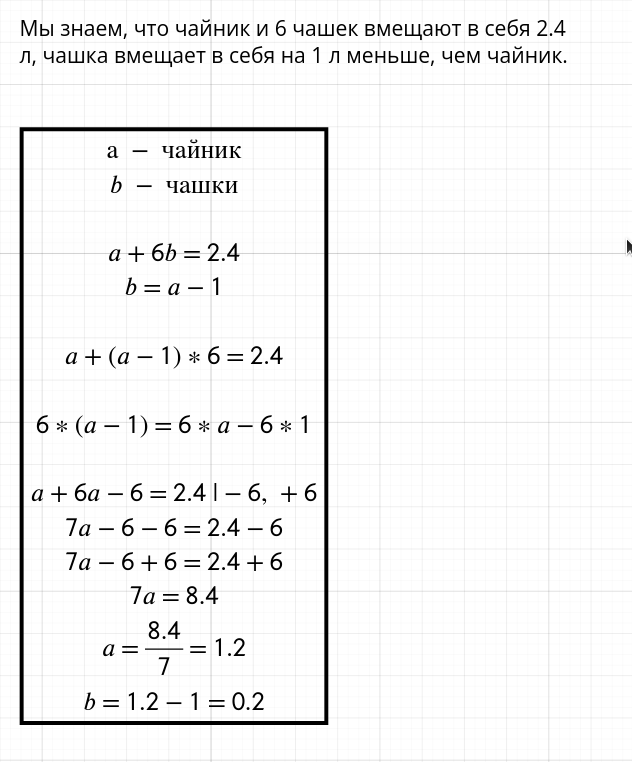 Мы знаем, что чайник и 6 чашек вмещают в себя 2.4
л, чашка вмещает в себя на 1 л меньше, чем чайник.
a − чайник
b − чашки
a + 6b = 2.4
b = a − 1
a + (a − 1) ∗ 6 = 2.4
6 ∗ (a − 1) = 6 ∗ a − 6 ∗ 1
a + 6a − 6 = 2.4 | − 6, + 6
7a − 6 − 6 = 2.4 − 6
7a − 6 + 6 = 2.4 + 6
7a = 8.4
a = 8.4/7 = 1.2
b = 1.2 − 1 = 0.2